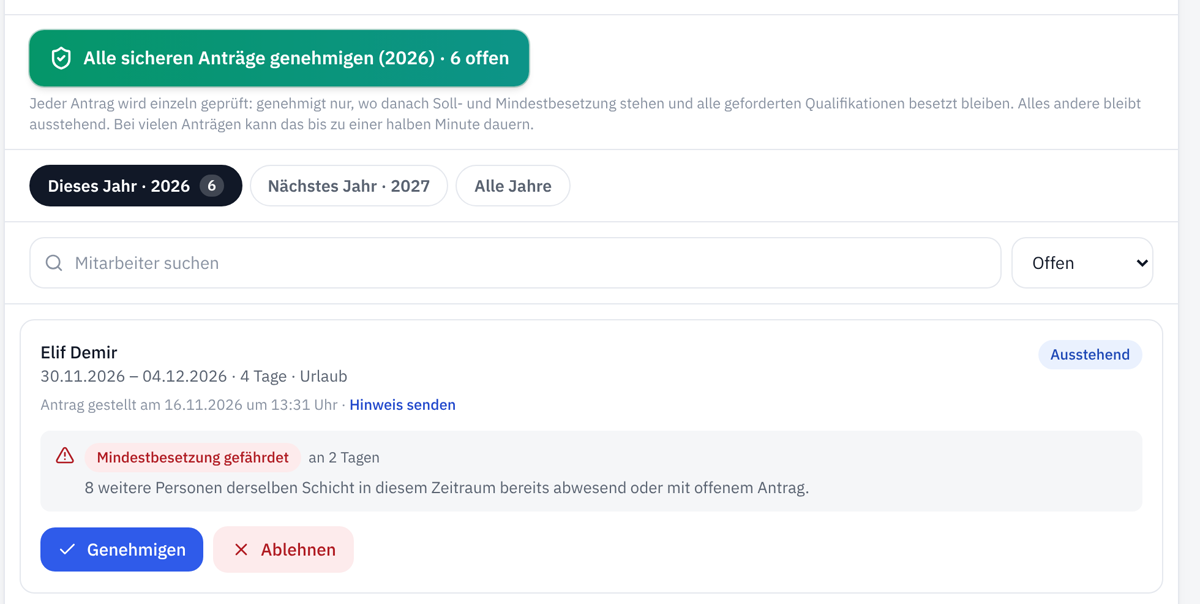 Alle sicheren Anträge genehmigen (2026) · 6 offen
Jeder Antrag wird einzeln geprüft: genehmigt nur, wo danach Soll- und Mindestbesetzung stehen und alle geforderten Qualifikationen besetzt bleiben. Alles andere bleibt
ausstehend. Bei vielen Anträgen kann das bis zu einer halben Minute dauern.
Dieses Jahr · 2026 6 Nächstes Jahr · 2027 Alle Jahre
Mitarbeiter suchen Offen
Elif Demir Ausstehend
30.11.2026 – 04.12.2026 · 4 Tage · Urlaub
Antrag gestellt am 16.11.2026 um 13:31 Uhr · Hinweis senden
Mindestbesetzung gefährdet an 2 Tagen
8 weitere Personen derselben Schicht in diesem Zeitraum bereits abwesend oder mit offenem Antrag.
Genehmigen Ablehnen